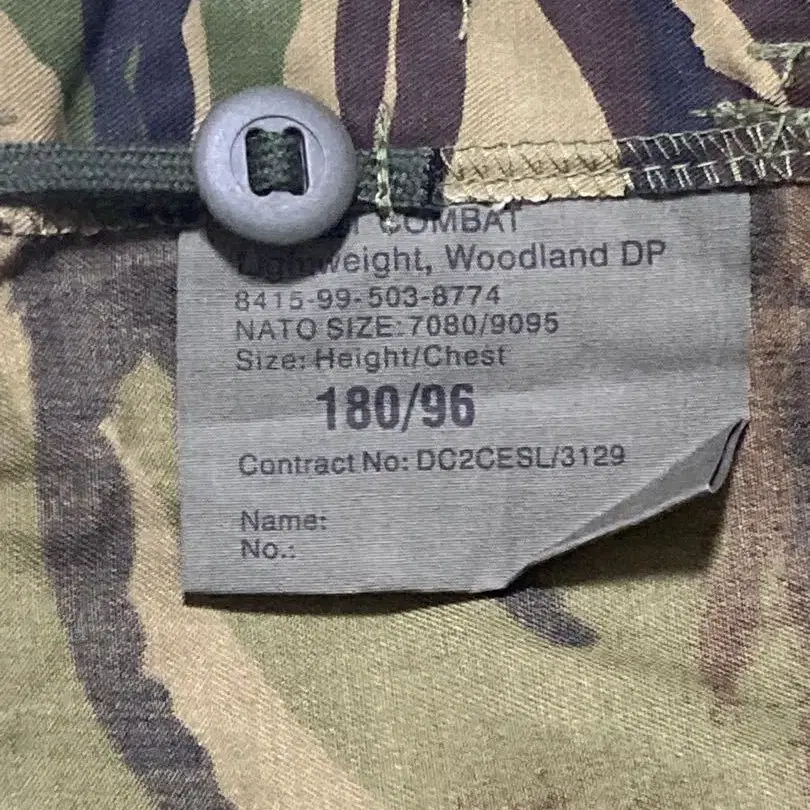 COMBAT
Lightweight, Woodland DP
8415-99-503-8774
NATO SIZE: 7080/9095
Size: Height/Chest
180/96
Contract No: DC2CESL/3129
Name:
No.: